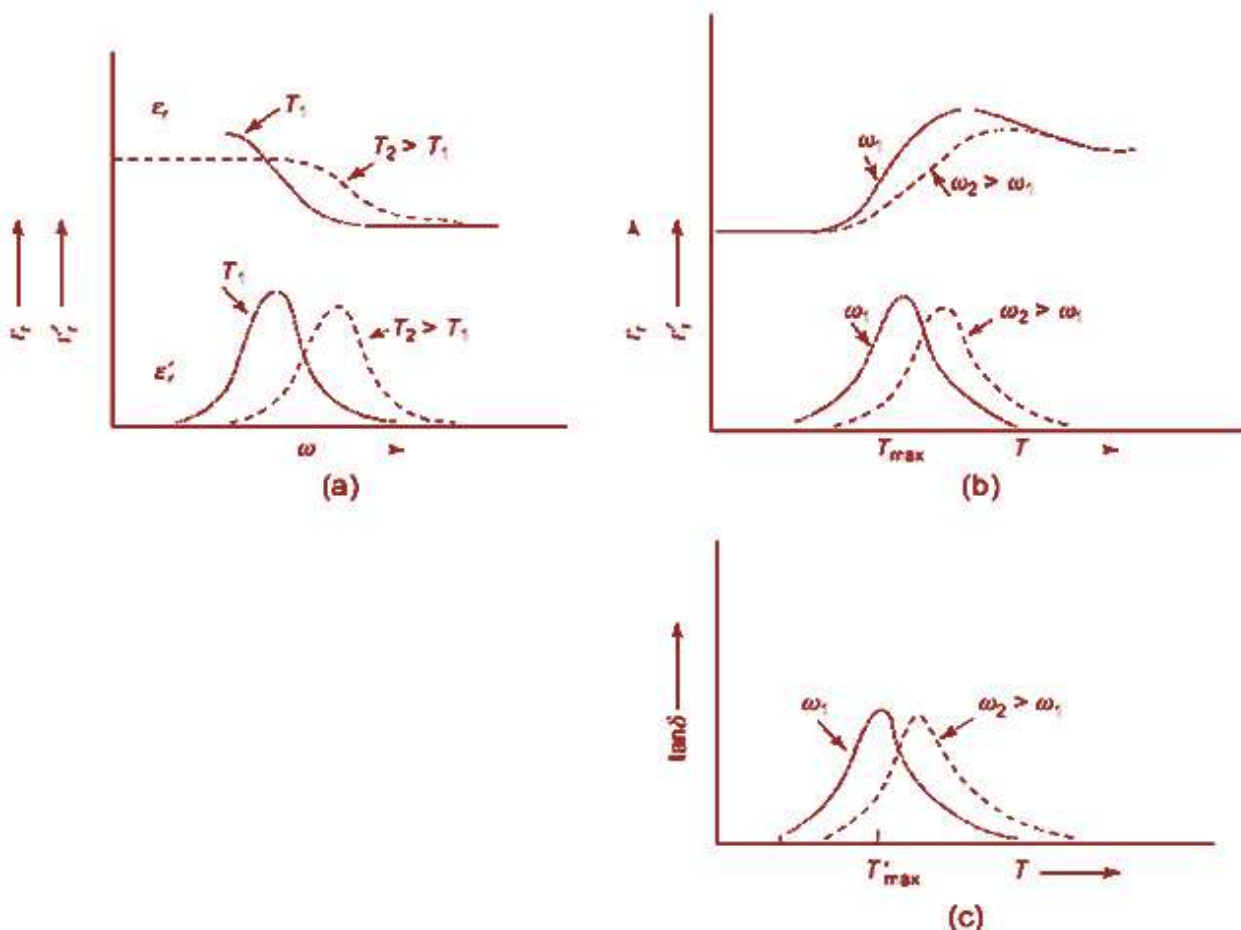 εᵣ
T₁
T₂ > T₁
T₁
T₂ > T₁
ε'ᵣ
ω
(a)
ω₁
ω₂ > ω₁
ω₁
ω₂ > ω₁
Tmax T
(b)
tanδ
ω₁
ω₂ > ω₁
T'max T
(c)